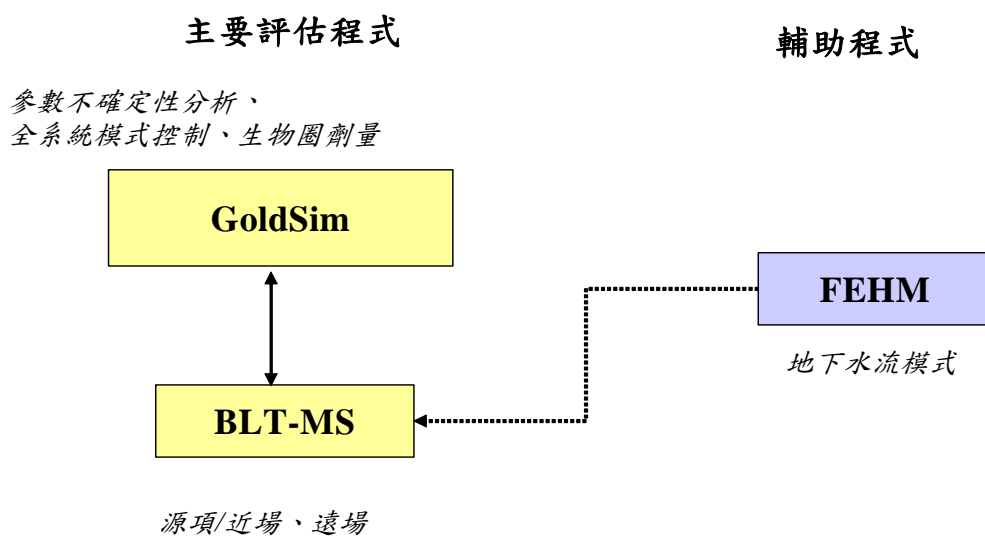 主要評估程式
輔助程式
參數不確定性分析、
全系統模式控制、生物圈劑量
GoldSim
FEHM
地下水流模式
BLT-MS
源項/近場、遠場